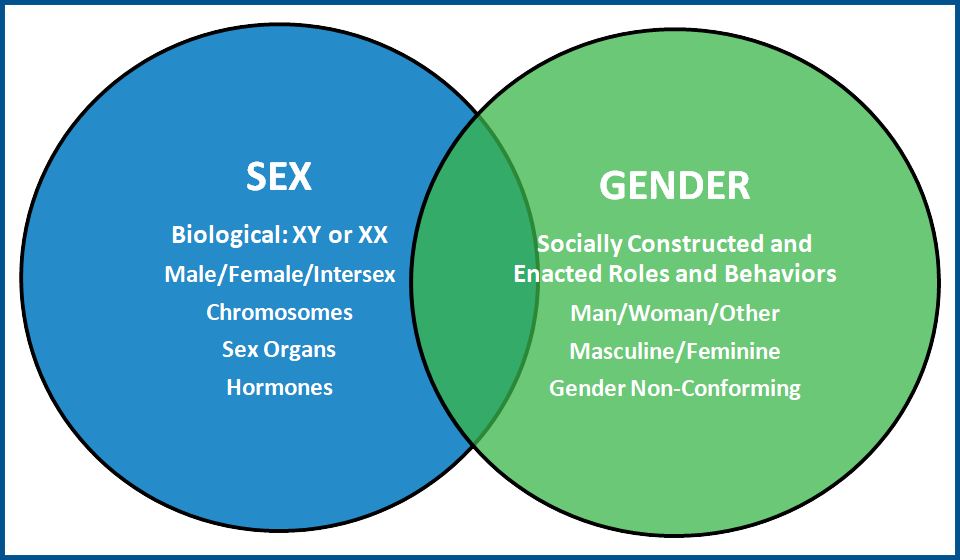 SEX
Biological: XY or XX
Male/Female/Intersex
Chromosomes
Sex Organs
Hormones
GENDER
Socially Constructed and
Enacted Roles and Behaviors
Man/Woman/Other
Masculine/Feminine
Gender Non-Conforming